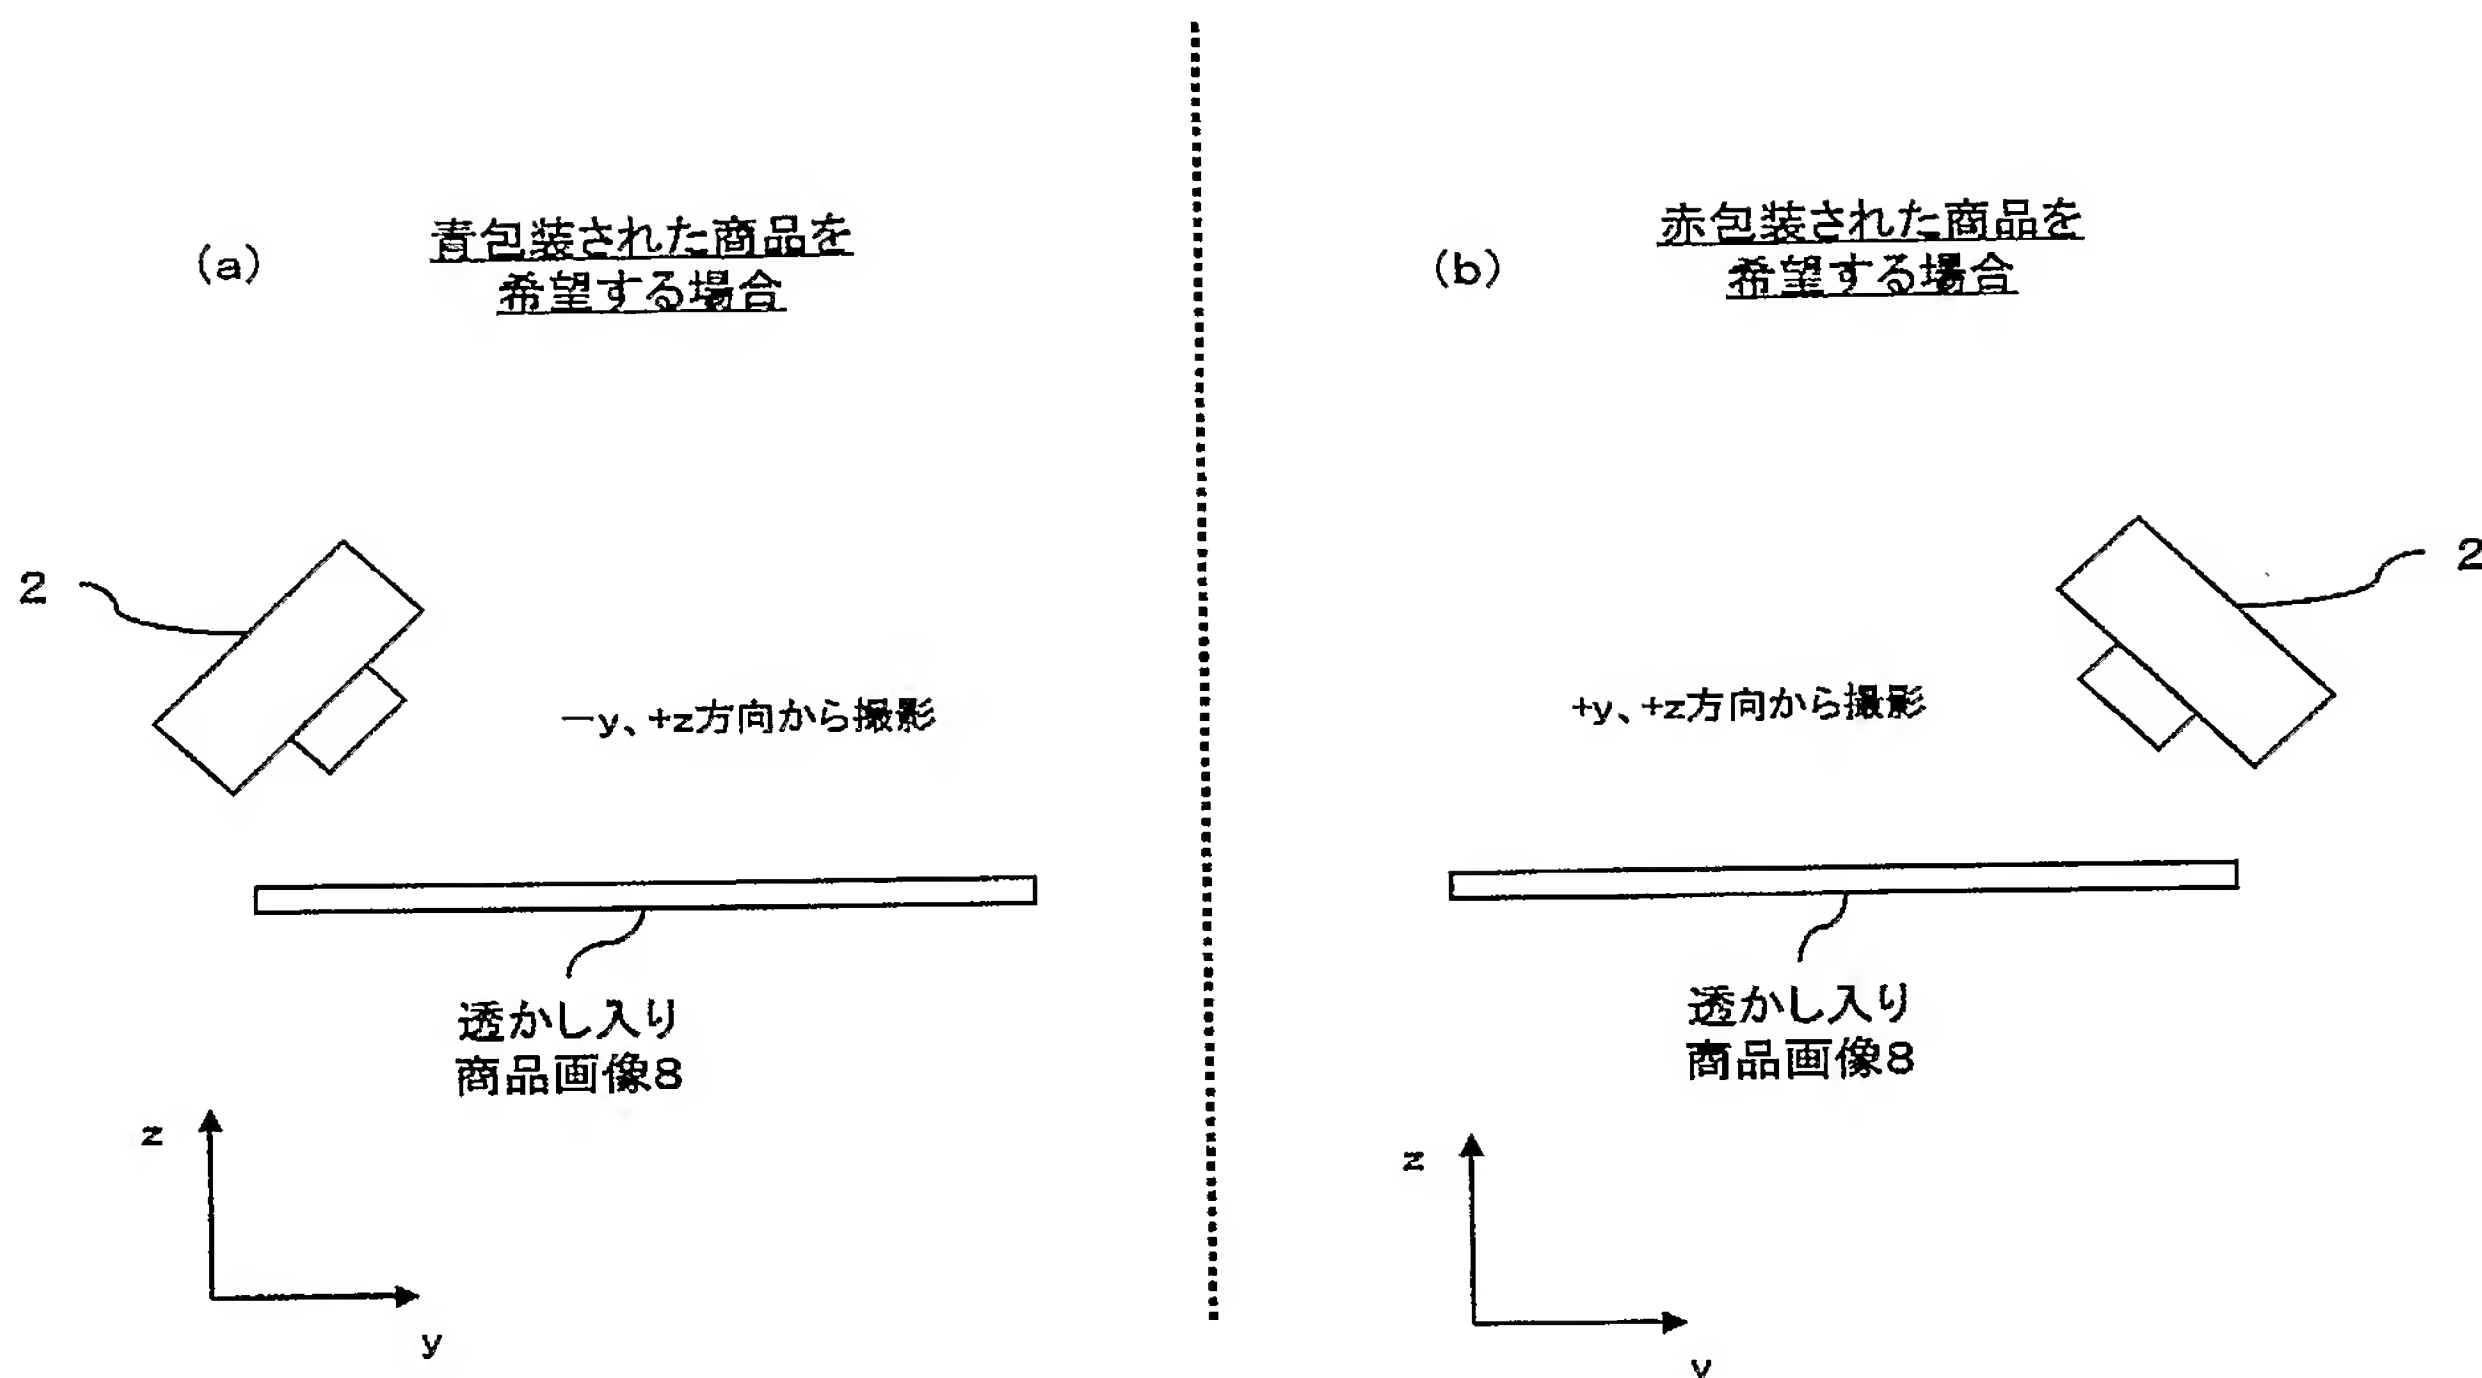 (a)
青包装された商品を
希望する場合
2
ーy、+z方向から撮影
透かし入り
商品画像8
z
y
(b)
赤包装された商品を
希望する場合
2
+y、+z方向から撮影
透かし入り
商品画像8
z
y